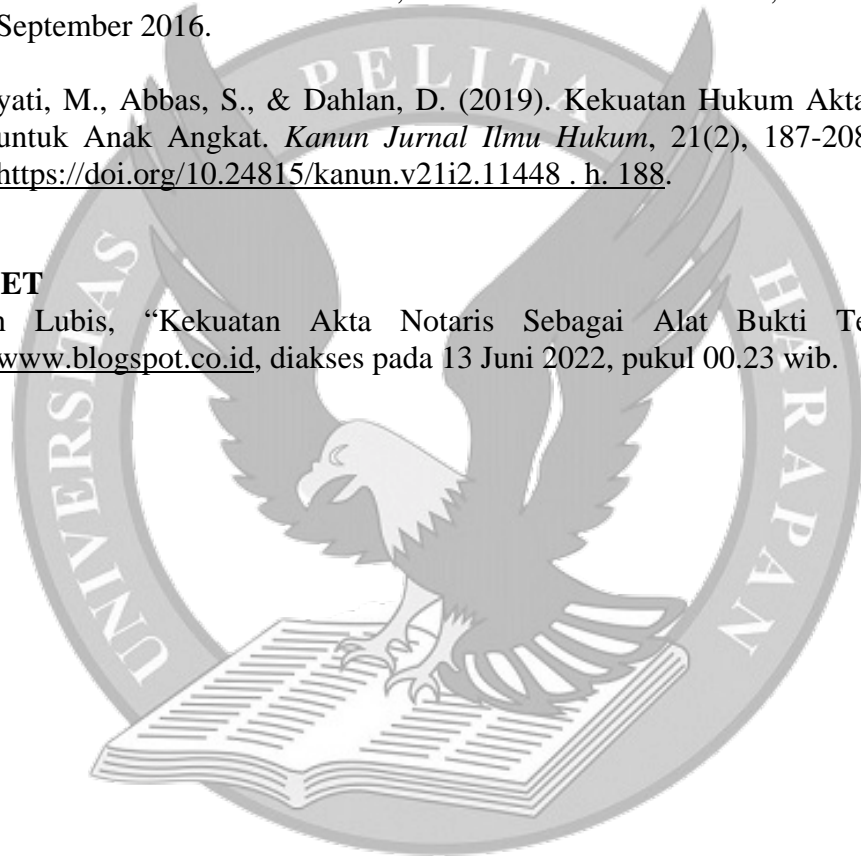 September 2016.
yati, M., Abbas, S., & Dahlan, D. (2019). Kekuatan Hukum Akta
untuk Anak Angkat. Kanun Jurnal Ilmu Hukum, 21(2), 187-208
https://doi.org/10.24815/kanun.v21i2.11448 . h. 188.
ET
Lubis, “Kekuatan Akta Notaris Sebagai Alat Bukti Te
www.blogspot.co.id, diakses pada 13 Juni 2022, pukul 00.23 wib.
UNIVERSITAS PELITA HARAPAN